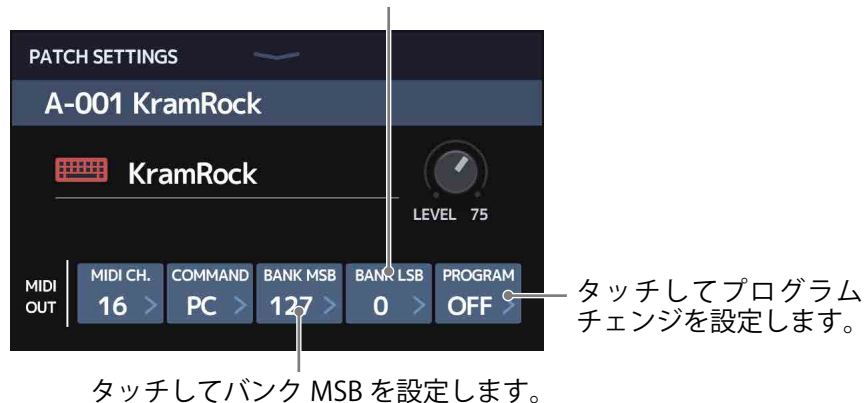 PATCH SETTINGS
A-001 KramRock
KramRock
LEVEL 75
MIDI OUT
MIDI CH. COMMAND BANK MSB BANK LSB PROGRAM
16 > PC > 127 > 0 > OFF >
タッチしてプログラム
チェンジを設定します。
タッチしてバンク MSB を設定します。